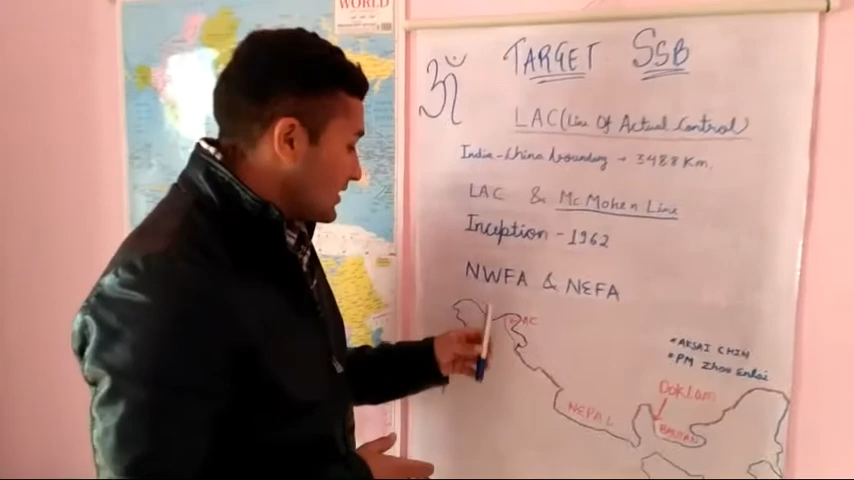 WORLD
ॐ TARGET SSB
LAC (Line Of Actual Control)
India-China boundary → 3488 Km.
LAC & McMohen Line
Inception - 1962
NWFA & NEFA
LAC
*AKSAI CHIN
*PM Zhao Enlai
Doklam
NEPAL
BHUTAN